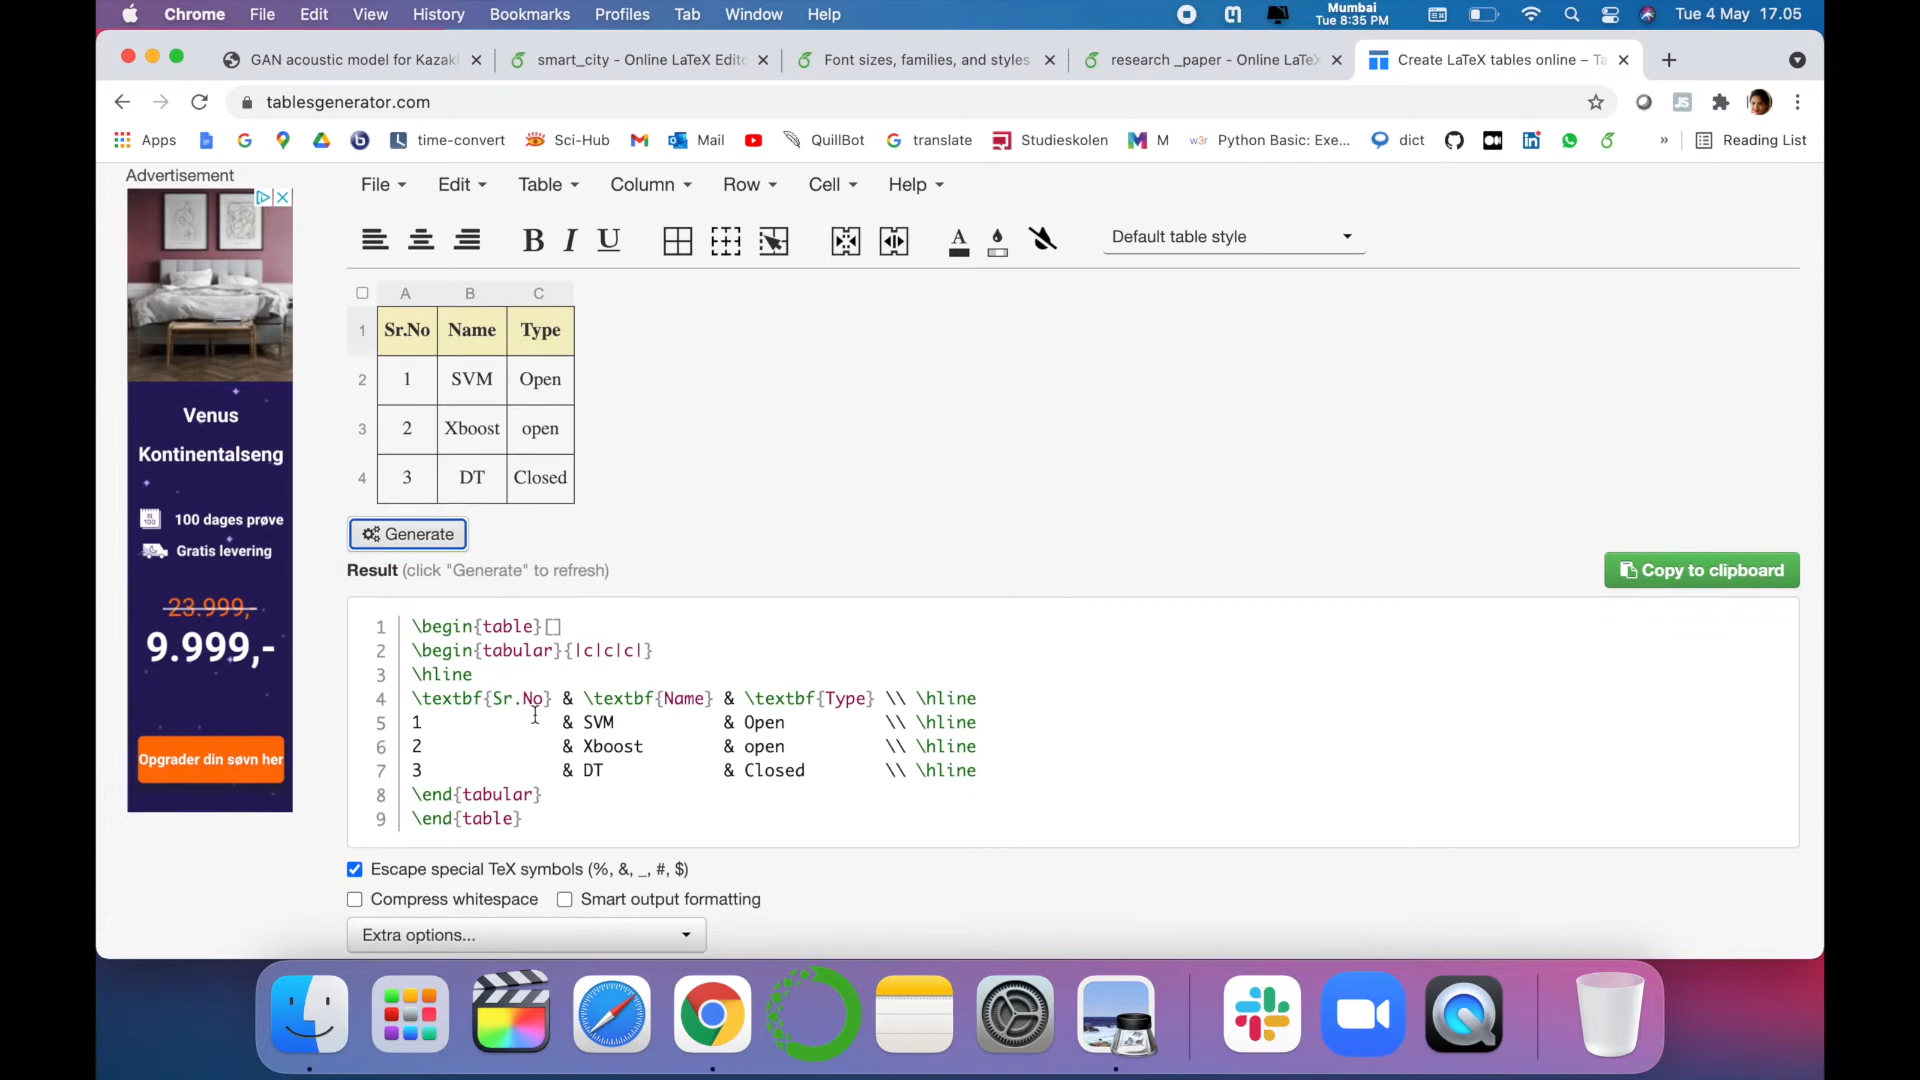 Chrome File Edit View History Bookmarks Profiles Tab Window Help
Mumbai
Tue 8:35 PM
Tue 4 May 17.05
GAN acoustic model for Kazakl
smart_city - Online LaTeX Edito
Font sizes, families, and styles
research _paper - Online LaTeX
Create LaTeX tables online – Ta
tablesgenerator.com
Apps time-convert Sci-Hub Mail QuillBot translate Studieskolen M Python Basic: Exe... dict » Reading List
Advertisement
File Edit Table Column Row Cell Help
B I U A Default table style
A B C
1 Sr.No Name Type
2 1 SVM Open
3 2 Xboost open
4 3 DT Closed
Generate
Result (click "Generate" to refresh)
Copy to clipboard
1 \begin{table}[]
2 \begin{tabular}{|c|c|c|}
3 \hline
4 \textbf{Sr.No} & \textbf{Name} & \textbf{Type} \\ \hline
5 1 & SVM & Open \\ \hline
6 2 & Xboost & open \\ \hline
7 3 & DT & Closed \\ \hline
8 \end{tabular}
9 \end{table}
Escape special TeX symbols (%, &, _, #, $)
Compress whitespace Smart output formatting
Extra options...
Venus
Kontinentalseng
100 dages prøve
Gratis levering
23.999,-
9.999,-
Opgrader din søvn her